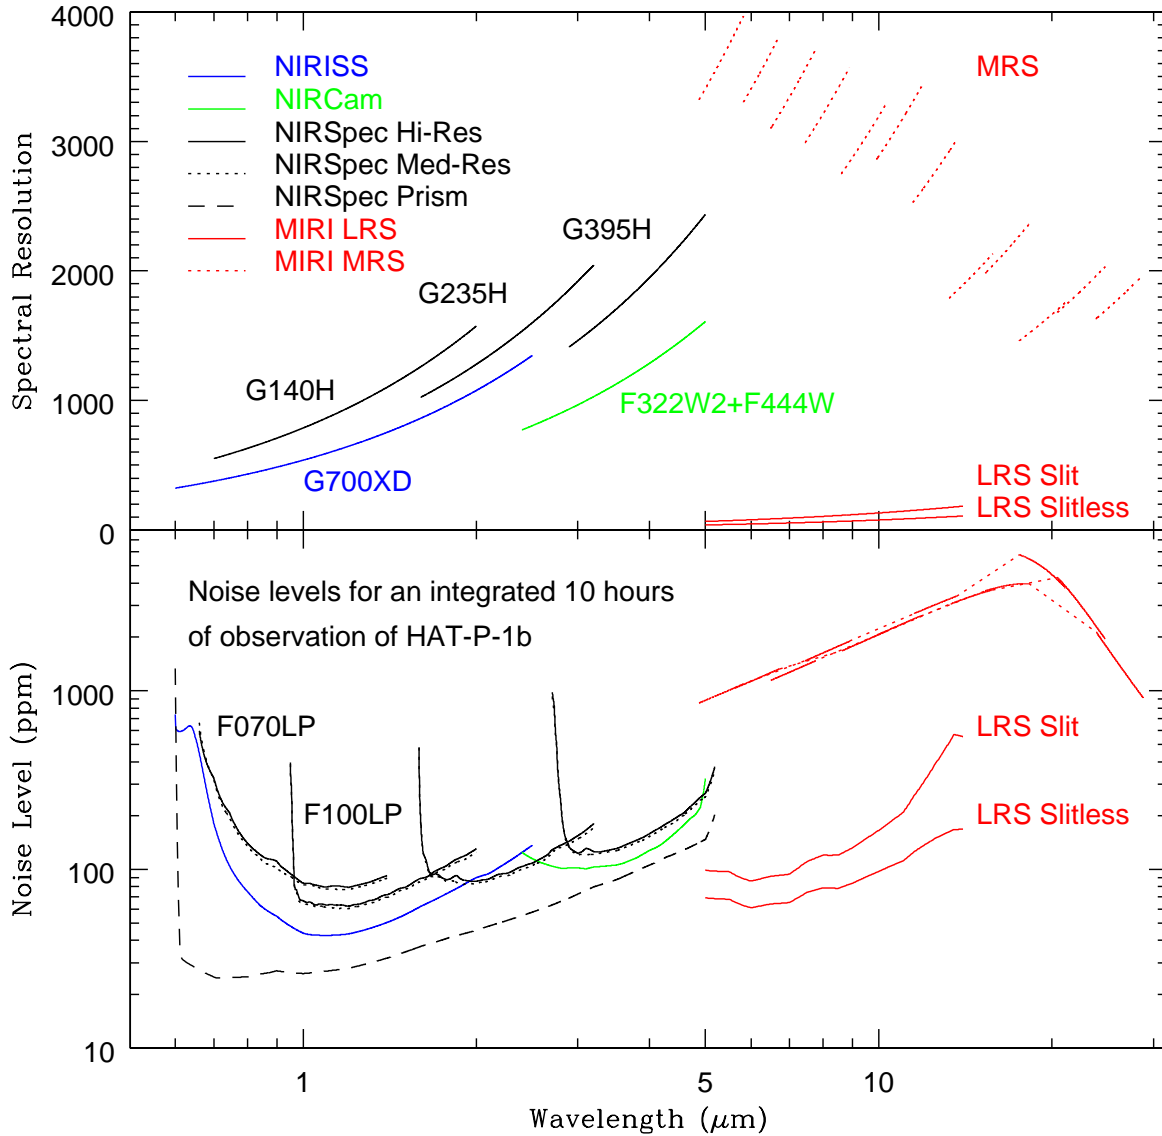 4000
3000
2000
1000
0
Spectral Resolution
NIRISS
NIRCam
NIRSpec Hi-Res
NIRSpec Med-Res
NIRSpec Prism
MIRI LRS
MIRI MRS
MRS
G395H
G235H
G140H
F322W2+F444W
G700XD
LRS Slit
LRS Slitless
Noise levels for an integrated 10 hours
of observation of HAT-P-1b
1000
100
10
Noise Level (ppm)
F070LP
F100LP
LRS Slit
LRS Slitless
1
5
10
Wavelength (μm)